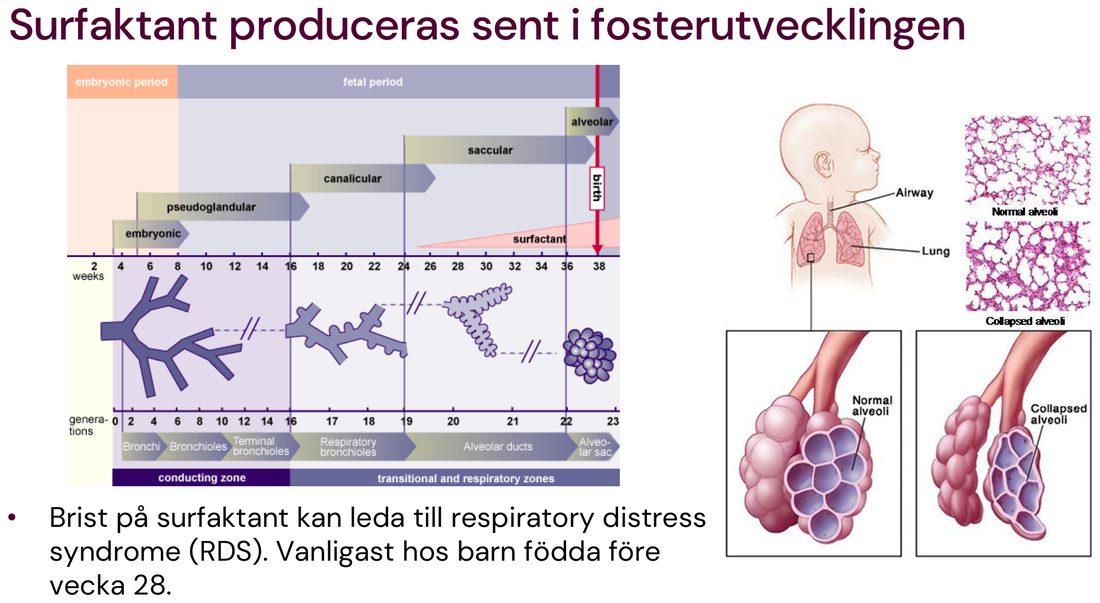 Surfaktant produceras sent i fosterutvecklingen
embryonic period
fetal period
alveolar
saccular
canalicular
pseudoglandular
embryonic
birth
surfactant
2 4 6 8 10 12 14 16 18 20 22 24 26 28 30 32 34 36 38
weeks
genera-
tions
0 2 4 6 8 10 12 14 16 17 18 19 20 21 22 23
Bronchi
Bronchioles
Terminal
bronchioles
Respiratory
bronchioles
Alveolar ducts
Alveo-
lar sac
conducting zone
transitional and respiratory zones
Airway
Lung
Normal alveoli
Collapsed alveoli
Normal
alveoli
Collapsed
alveoli
• Brist på surfaktant kan leda till respiratory distress
syndrome (RDS). Vanligast hos barn födda före
vecka 28.